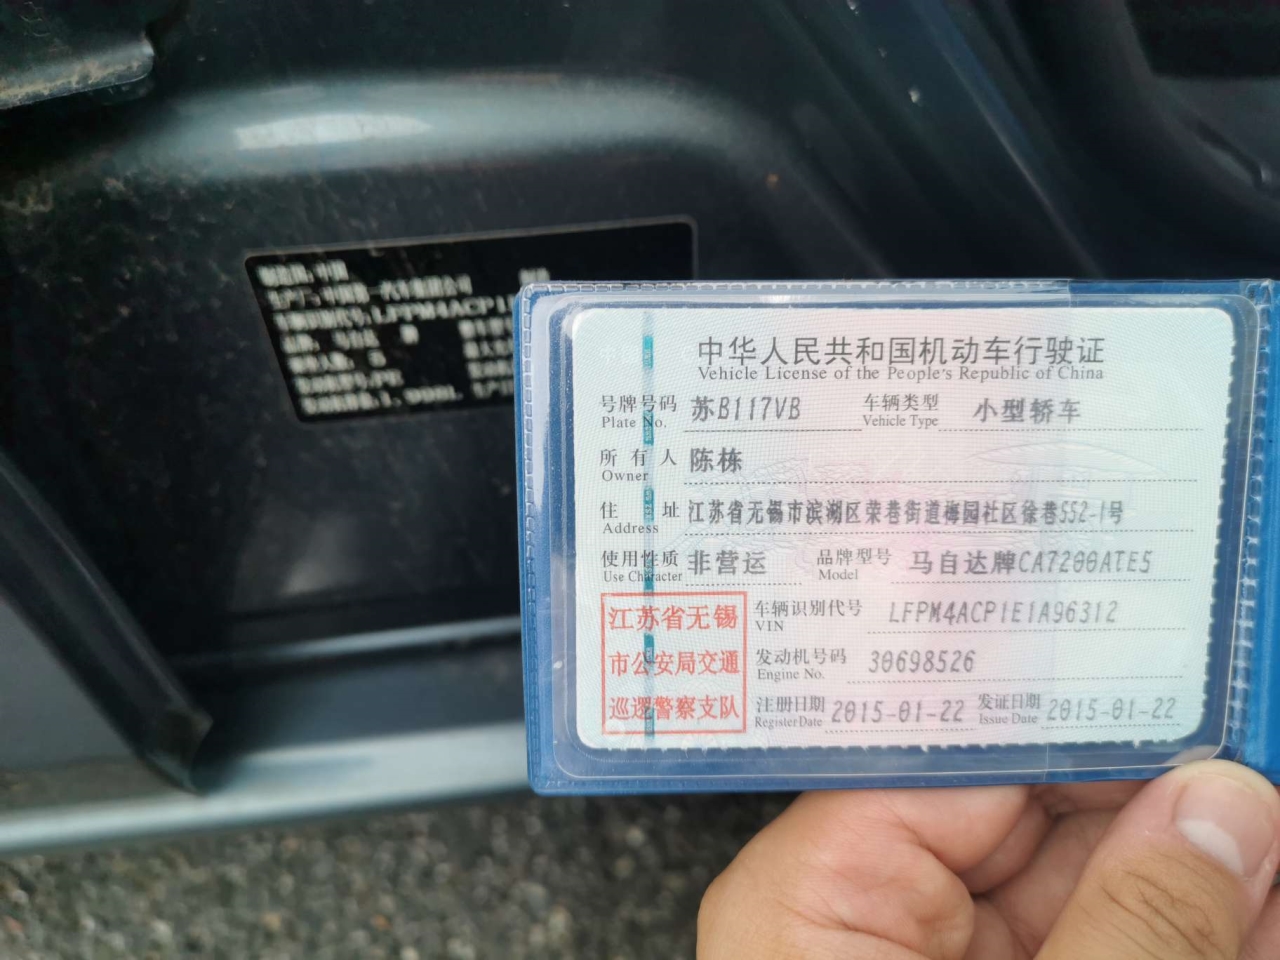 LFPM4ACP1
中华人民共和国机动车行驶证
Vehicle License of the People's Republic of China
号牌号码 苏B117VB 车辆类型 小型轿车
Plate No. Vehicle Type
所有人 陈栋
Owner
住址 江苏省无锡市滨湖区荣巷街道梅园社区徐巷552-1号
Address
使用性质 非营运 品牌型号 马自达牌CA7200ATE5
Use Character Model
江苏省无锡
市公安局交通
巡逻警察支队
车辆识别代号 LFPM4ACP1E1A96312
VIN
发动机号码 30698526
Engine No.
注册日期 2015-01-22 发证日期 2015-01-22
Register Date Issue Date